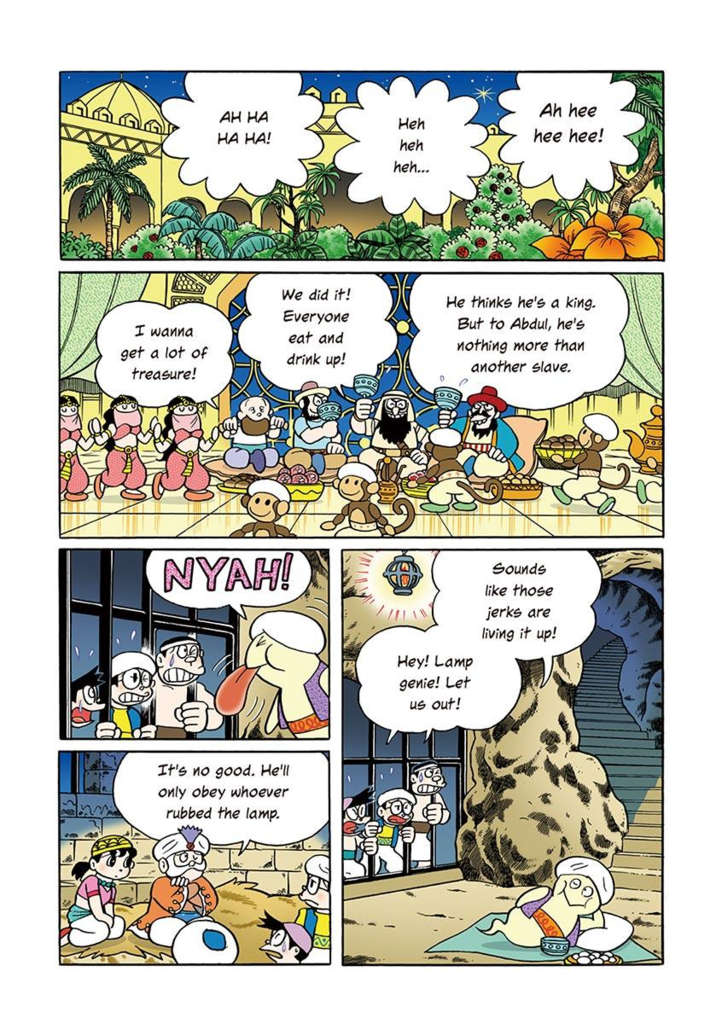 AH HA
HA HA!
Heh
heh
heh...
Ah hee
hee hee!
I wanna
get a lot of
treasure!
We did it!
Everyone
eat and
drink up!
He thinks he's a king.
But to Abdul, he's
nothing more than
another slave.
NYAH!
Sounds
like those
jerks are
living it up!
Hey! Lamp
genie! Let
us out!
It's no good. He'll
only obey whoever
rubbed the lamp.